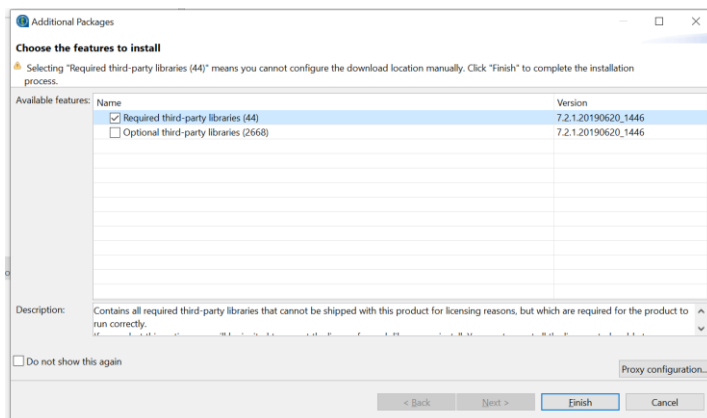 Additional Packages
Choose the features to install
Selecting "Required third-party libraries (44)" means you cannot configure the download location manually. Click "Finish" to complete the installation
process.
Available features:
Name Version
Required third-party libraries (44) 7.2.1.20190620_1446
Optional third-party libraries (2668) 7.2.1.20190620_1446
Description:
Contains all required third-party libraries that cannot be shipped with this product for licensing reasons, but which are required for the product to
run correctly.
Do not show this again
Proxy configuration...
< Back Next > Finish Cancel